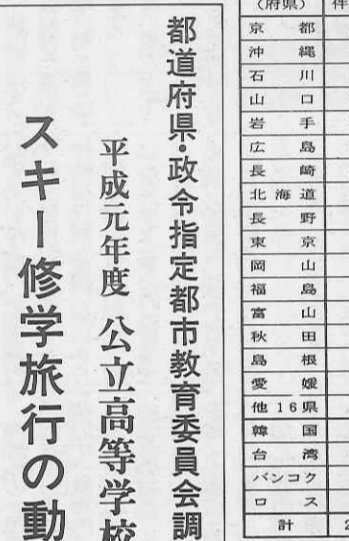 都道府県・政令指定都市教育委員会調
平成元年度 公立高等学校
スキー修学旅行の動
(府県) 件
京都
沖縄
石川
山口
岩手
広島
長崎
北海道
長野
東京
岡山
福島
富山
秋田
島根
愛媛
他16県
韓国
台湾
バンコク
ロス
計 2